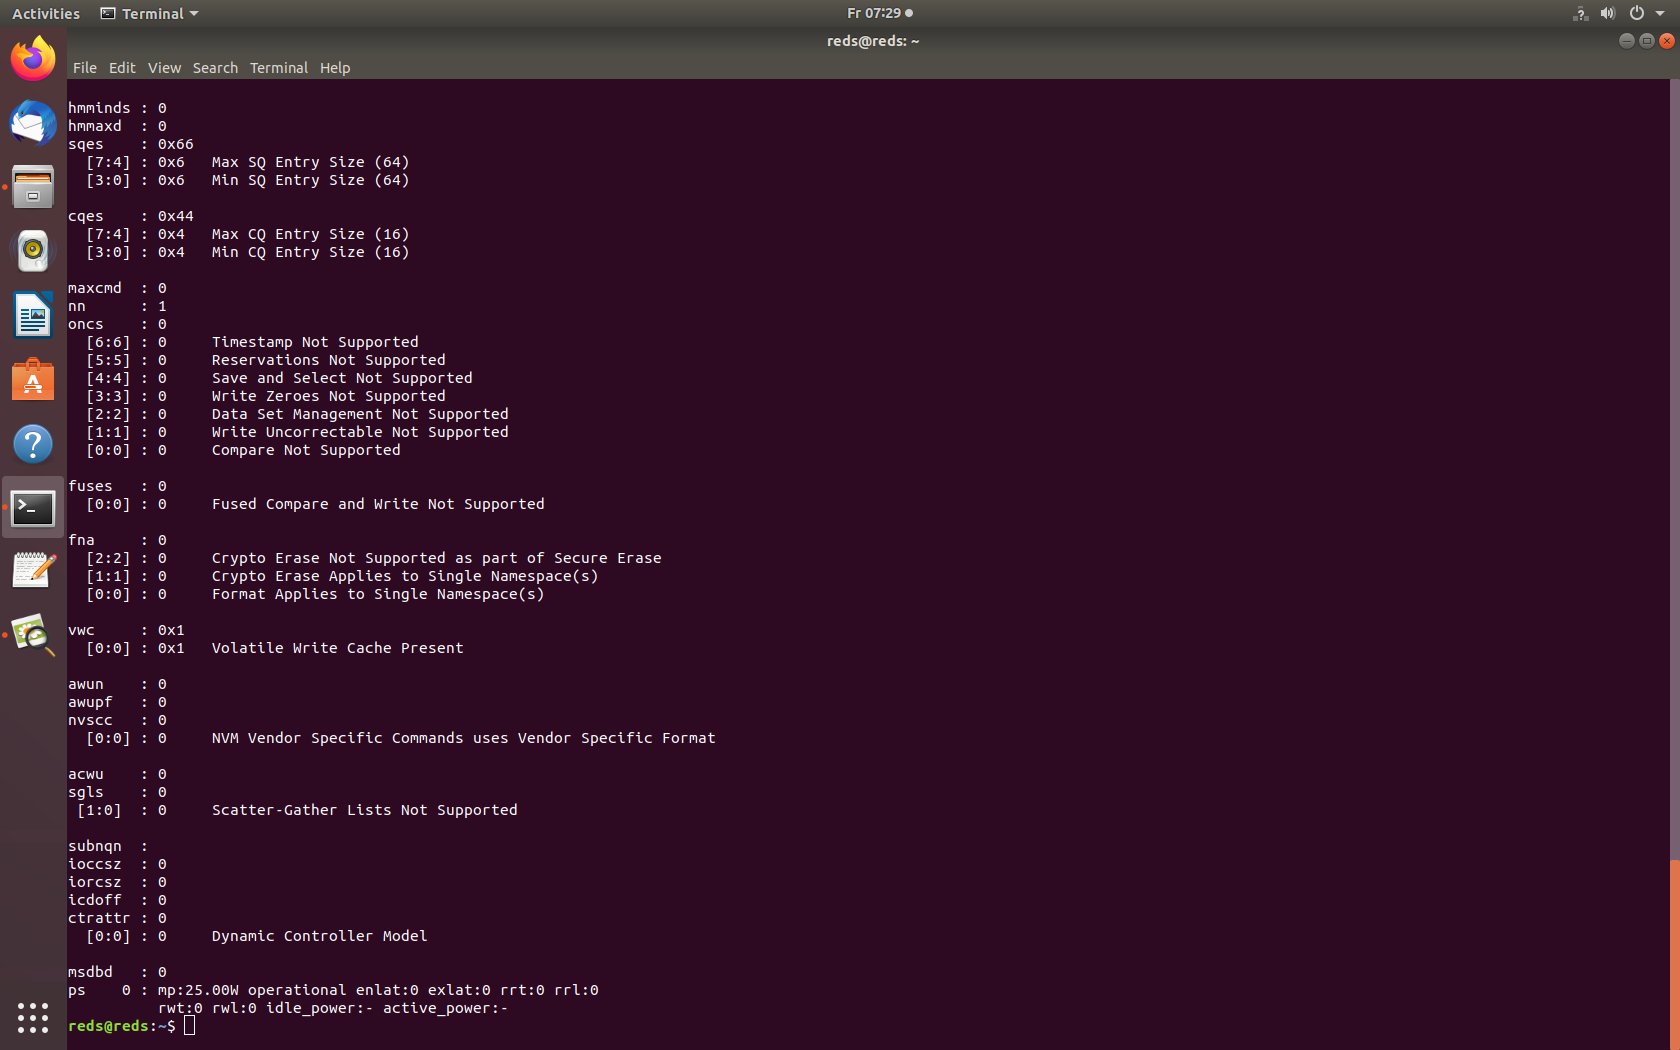 Activities Terminal Fr 07:29
reds@reds: ~
File Edit View Search Terminal Help
hmminds : 0
hmmaxd  : 0
sqes    : 0x66
  [7:4] : 0x6   Max SQ Entry Size (64)
  [3:0] : 0x6   Min SQ Entry Size (64)
cqes    : 0x44
  [7:4] : 0x4   Max CQ Entry Size (16)
  [3:0] : 0x4   Min CQ Entry Size (16)
maxcmd  : 0
nn      : 1
oncs    : 0
  [6:6] : 0     Timestamp Not Supported
  [5:5] : 0     Reservations Not Supported
  [4:4] : 0     Save and Select Not Supported
  [3:3] : 0     Write Zeroes Not Supported
  [2:2] : 0     Data Set Management Not Supported
  [1:1] : 0     Write Uncorrectable Not Supported
  [0:0] : 0     Compare Not Supported
fuses   : 0
  [0:0] : 0     Fused Compare and Write Not Supported
fna     : 0
  [2:2] : 0     Crypto Erase Not Supported as part of Secure Erase
  [1:1] : 0     Crypto Erase Applies to Single Namespace(s)
  [0:0] : 0     Format Applies to Single Namespace(s)
vwc     : 0x1
  [0:0] : 0x1   Volatile Write Cache Present
awun    : 0
awupf   : 0
nvscc   : 0
  [0:0] : 0     NVM Vendor Specific Commands uses Vendor Specific Format
acwu    : 0
sgls    : 0
 [1:0]  : 0     Scatter-Gather Lists Not Supported
subnqn  :
ioccsz  : 0
iorcsz  : 0
icdoff  : 0
ctrattr : 0
  [0:0] : 0     Dynamic Controller Model
msdbd   : 0
ps    0 : mp:25.00W operational enlat:0 exlat:0 rrt:0 rrl:0
          rwt:0 rwl:0 idle_power:- active_power:-
reds@reds:~$